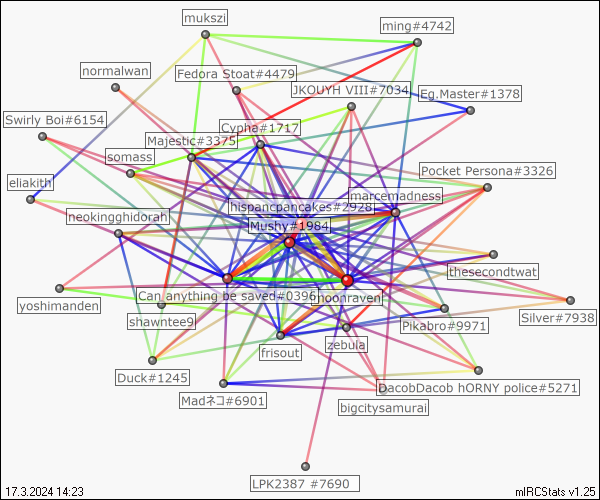 mukszi
ming#4742
normalwan
Fedora Stoat#4479
JKOUYH VIII#7034
Eg.Master#1378
Swirly Boi#6154
Cypha#1717
Majestic#3375
somass
Pocket Persona#3326
eliakith
marcemadness
hispancpancakes#2928
neokingghidorah
Mushy#1984
thesecondtwat
Can anything be saved#0396
noonraven
yoshimanden
shawntee9
Silver#7938
Pikabro#9971
zebula
frisout
Duck#1245
DacobDacob hORNY police#5271
Madネコ#6901
bigcitysamurai
LPK2387 #7690
17.3.2024 14:23
mIRCStats v1.25